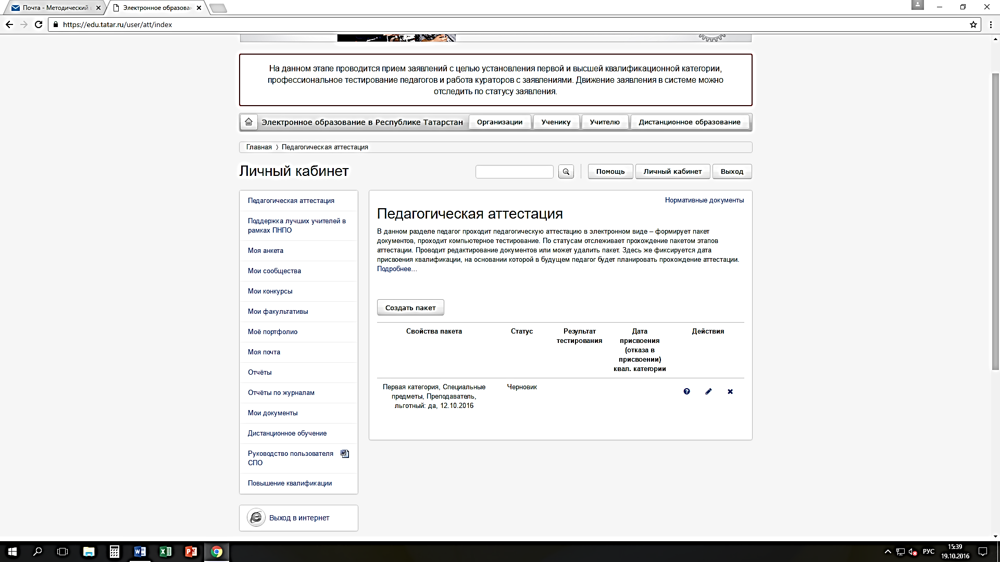 Почта - Методический
Электронное образова
https://edu.tatar.ru/user/att/index
На данном этапе проводится прием заявлений с целью установления первой и высшей квалификационной категории,
профессиональное тестирование педагогов и работа кураторов с заявлениями. Движение заявления в системе можно
отследить по статусу заявления.
Электронное образование в Республике Татарстан Организации Ученику Учителю Дистанционное образование
Главная 〉 Педагогическая аттестация
Личный кабинет
Помощь Личный кабинет Выход
Педагогическая аттестация
Поддержка лучших учителей в
рамках ПНПО
Моя анкета
Мои сообщества
Мои конкурсы
Мои факультативы
Моё портфолио
Моя почта
Отчёты
Отчёты по журналам
Мои документы
Дистанционное обучение
Руководство пользователя
СПО
Повышение квалификации
Выход в интернет
Нормативные документы
Педагогическая аттестация
В данном разделе педагог проходит педагогическую аттестацию в электронном виде – формирует пакет
документов, проходит компьютерное тестирование. По статусам отслеживает прохождение пакетом этапов
аттестации. Проводит редактирование документов или может удалить пакет. Здесь же фиксируется дата
присвоения квалификации, на основании которой в будущем педагог будет планировать прохождение аттестации.
Подробнее...
Создать пакет
Свойства пакета
Статус
Результат
тестирования
Дата
присвоения
(отказа в
присвоении)
квал. категории
Действия
Первая категория, Специальные
предметы, Преподаватель,
льготный: да, 12.10.2016
Черновик
РУС
15:39
19.10.2016